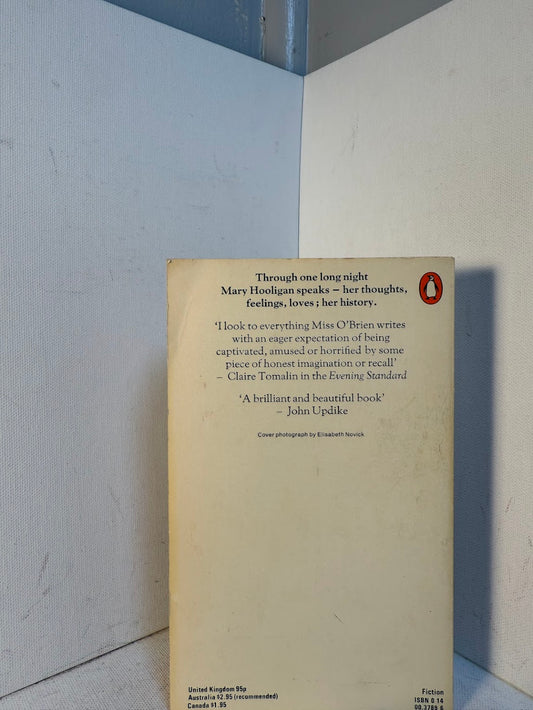 Through one long night
Mary Hooligan speaks – her thoughts,
feelings, loves; her history.
'I look to everything Miss O'Brien writes
with an eager expectation of being
captivated, amused or horrified by some
piece of honest imagination or recall'
– Claire Tomalin in the Evening Standard
'A brilliant and beautiful book'
– John Updike
Cover photograph by Elisabeth Novick
United Kingdom 95p
Australia $2.95 (recommended)
Canada $1.95
Fiction
ISBN 0 14
00.3789 6